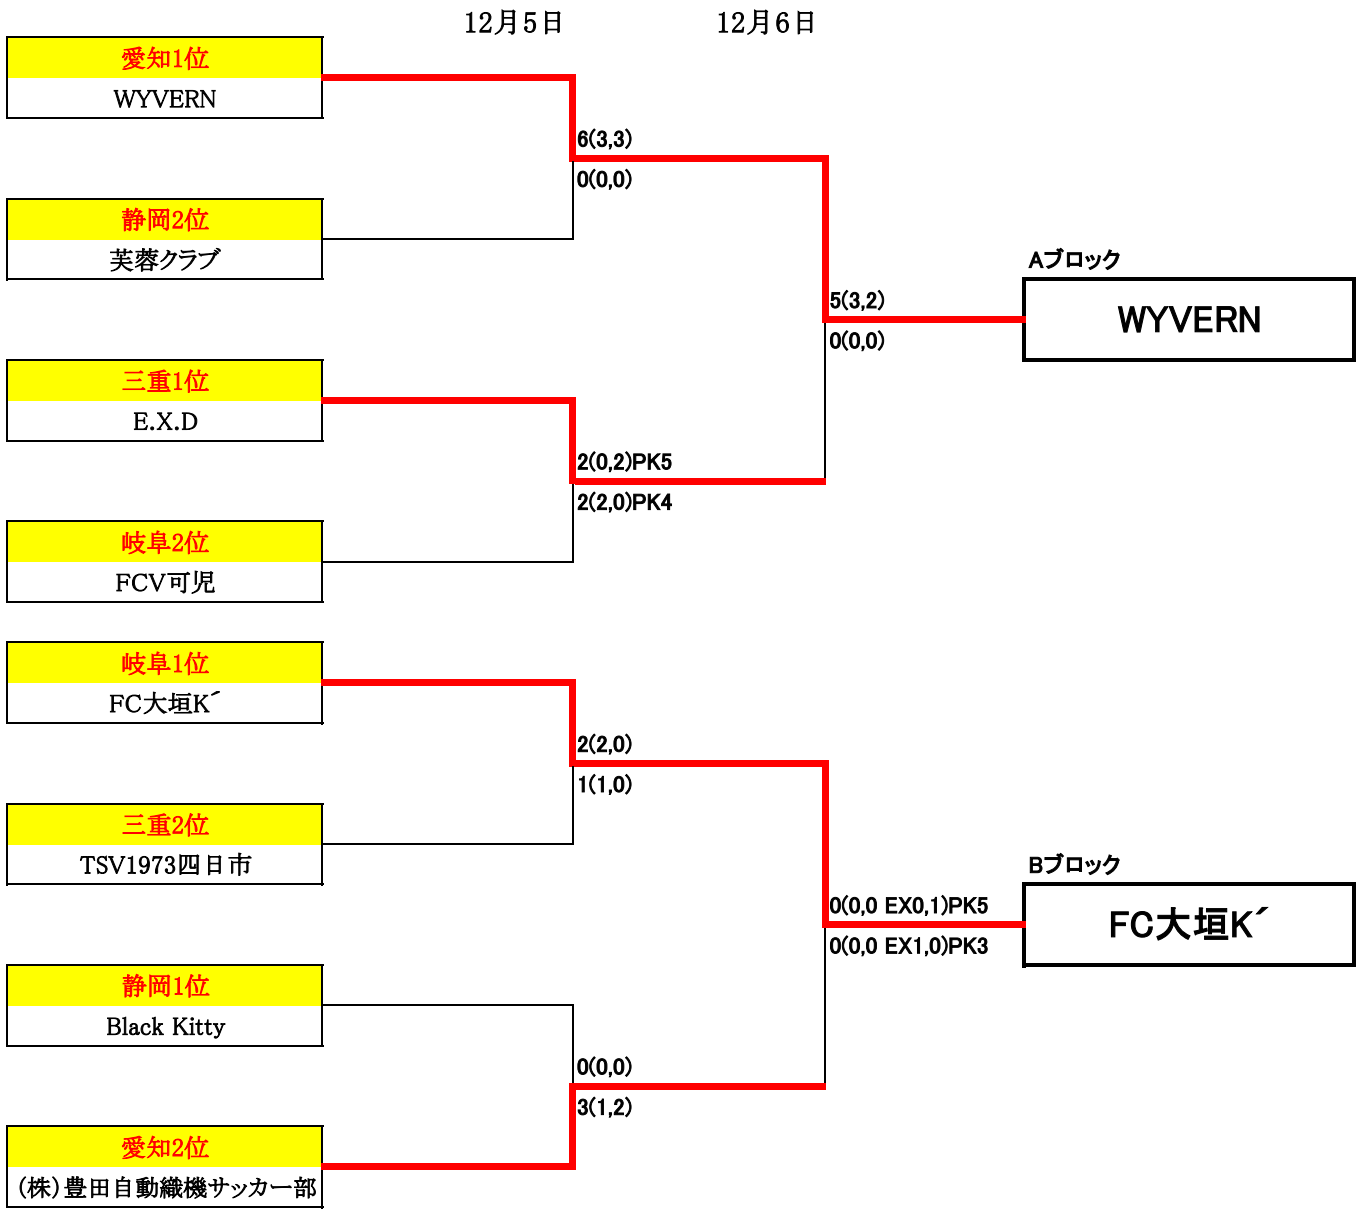 12月5日
12月6日
愛知1位
WYVERN
6(3,3)
0(0,0)
静岡2位
芙蓉クラブ
Aブロック
WYVERN
5(3,2)
0(0,0)
三重1位
E.X.D
2(0,2)PK5
2(2,0)PK4
岐阜2位
FCV可児
岐阜1位
FC大垣K´
2(2,0)
1(1,0)
三重2位
TSV1973四日市
Bブロック
FC大垣K´
0(0,0 EX0,1)PK5
0(0,0 EX1,0)PK3
静岡1位
Black Kitty
0(0,0)
3(1,2)
愛知2位
(株)豊田自動織機サッカー部